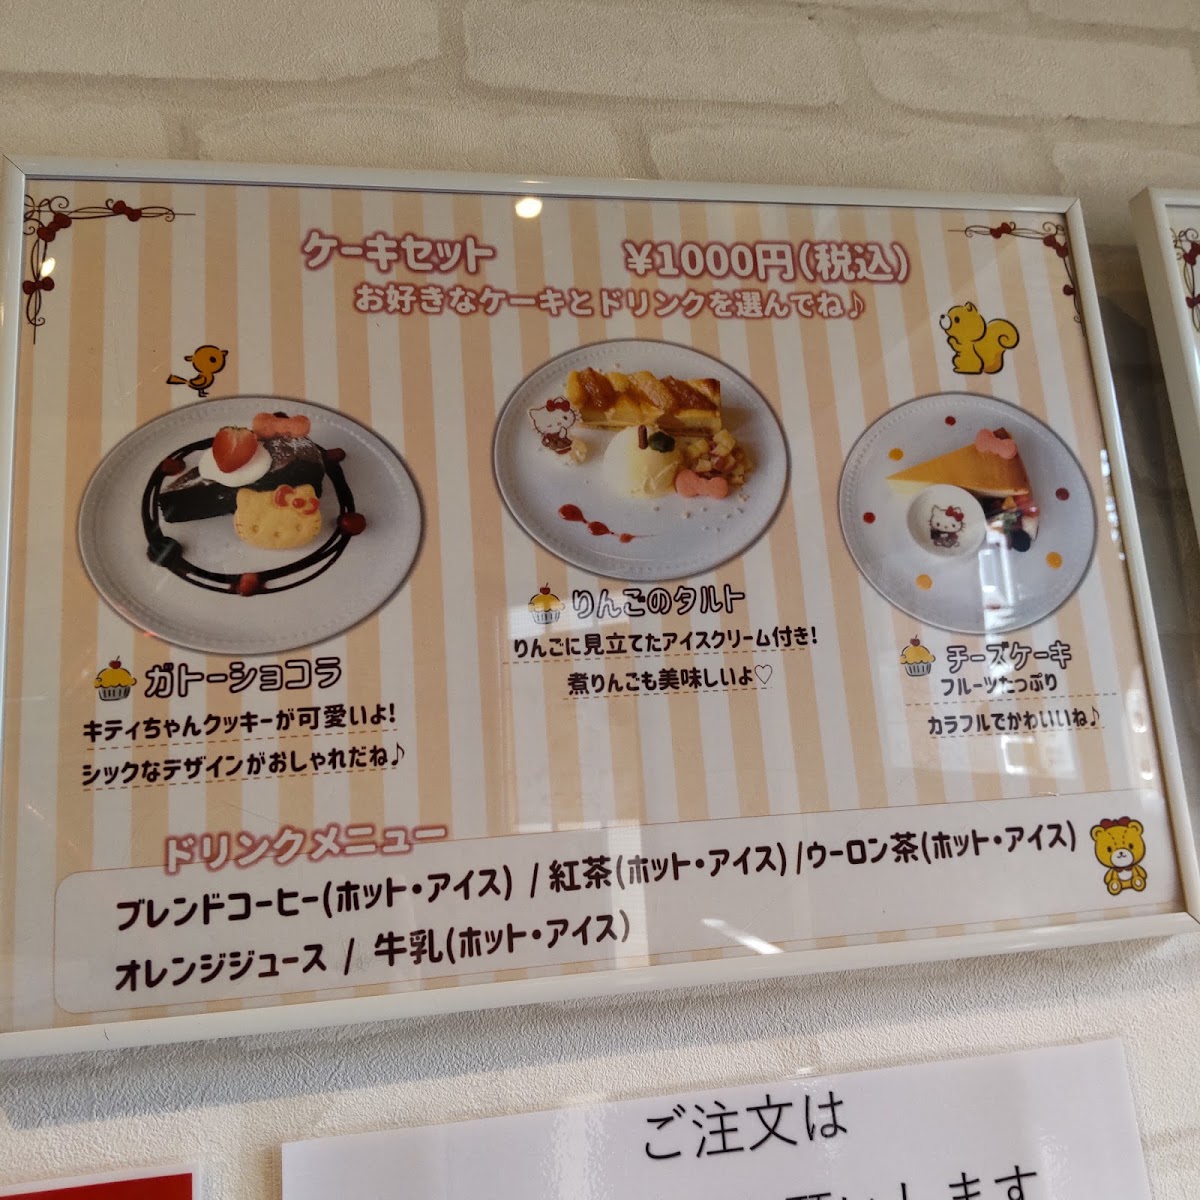 ケーキセット ¥1000円(税込)
お好きなケーキとドリンクを選んでね♪
ガトーショコラ
キティちゃんクッキーが可愛いよ!
シックなデザインがおしゃれだね♪
りんごのタルト
りんごに見立てたアイスクリーム付き!
煮りんごも美味しいよ♡
チーズケーキ
フルーツたっぷり
カラフルでかわいいね♪
ドリンクメニュー
ブレンドコーヒー(ホット・アイス) / 紅茶(ホット・アイス) /ウーロン茶(ホット・アイス)
オレンジジュース / 牛乳(ホット・アイス)
ご注文は
願いします